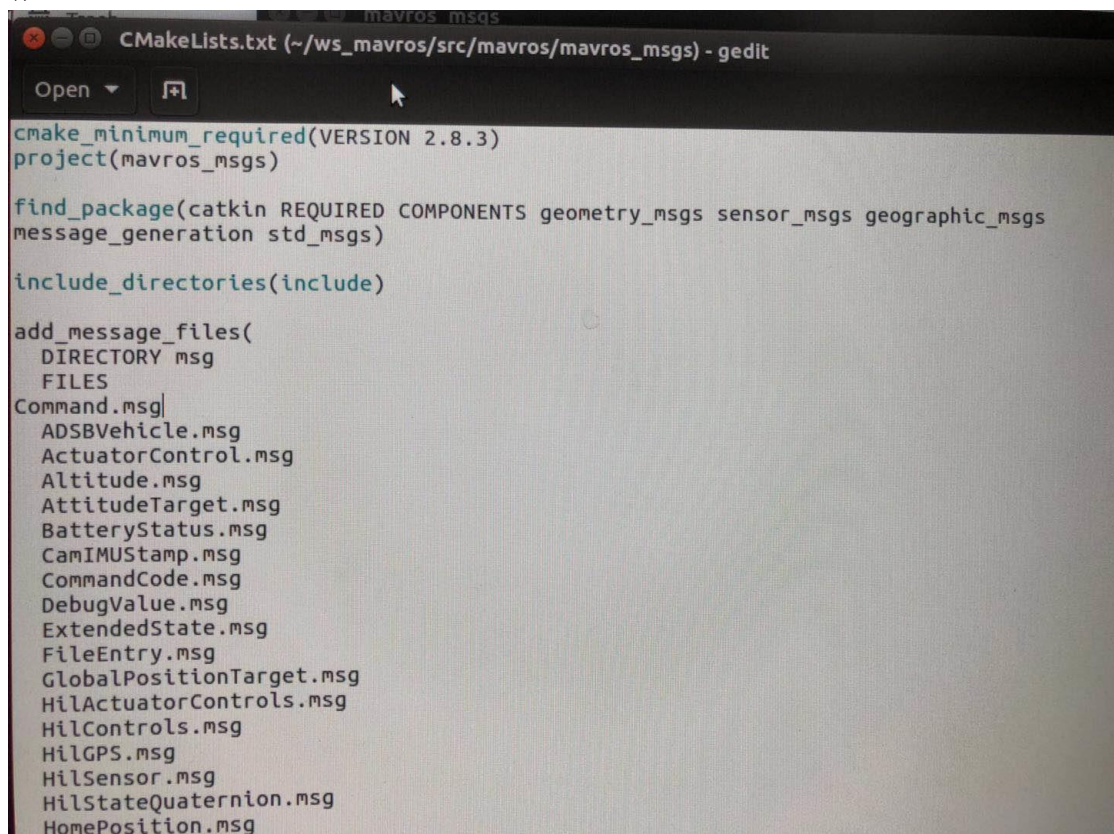 mavros msgs
CMakeLists.txt (~/ws_mavros/src/mavros/mavros_msgs) - gedit
Open
cmake_minimum_required(VERSION 2.8.3)
project(mavros_msgs)
find_package(catkin REQUIRED COMPONENTS geometry_msgs sensor_msgs geographic_msgs
message_generation std_msgs)
include_directories(include)
add_message_files(
DIRECTORY msg
FILES
Command.msg
ADSBVehicle.msg
ActuatorControl.msg
Altitude.msg
AttitudeTarget.msg
BatteryStatus.msg
CamIMUStamp.msg
CommandCode.msg
DebugValue.msg
ExtendedState.msg
FileEntry.msg
GlobalPositionTarget.msg
HilActuatorControls.msg
HilControls.msg
HilGPS.msg
HilSensor.msg
HilStateQuaternion.msg
HomePosition.msg